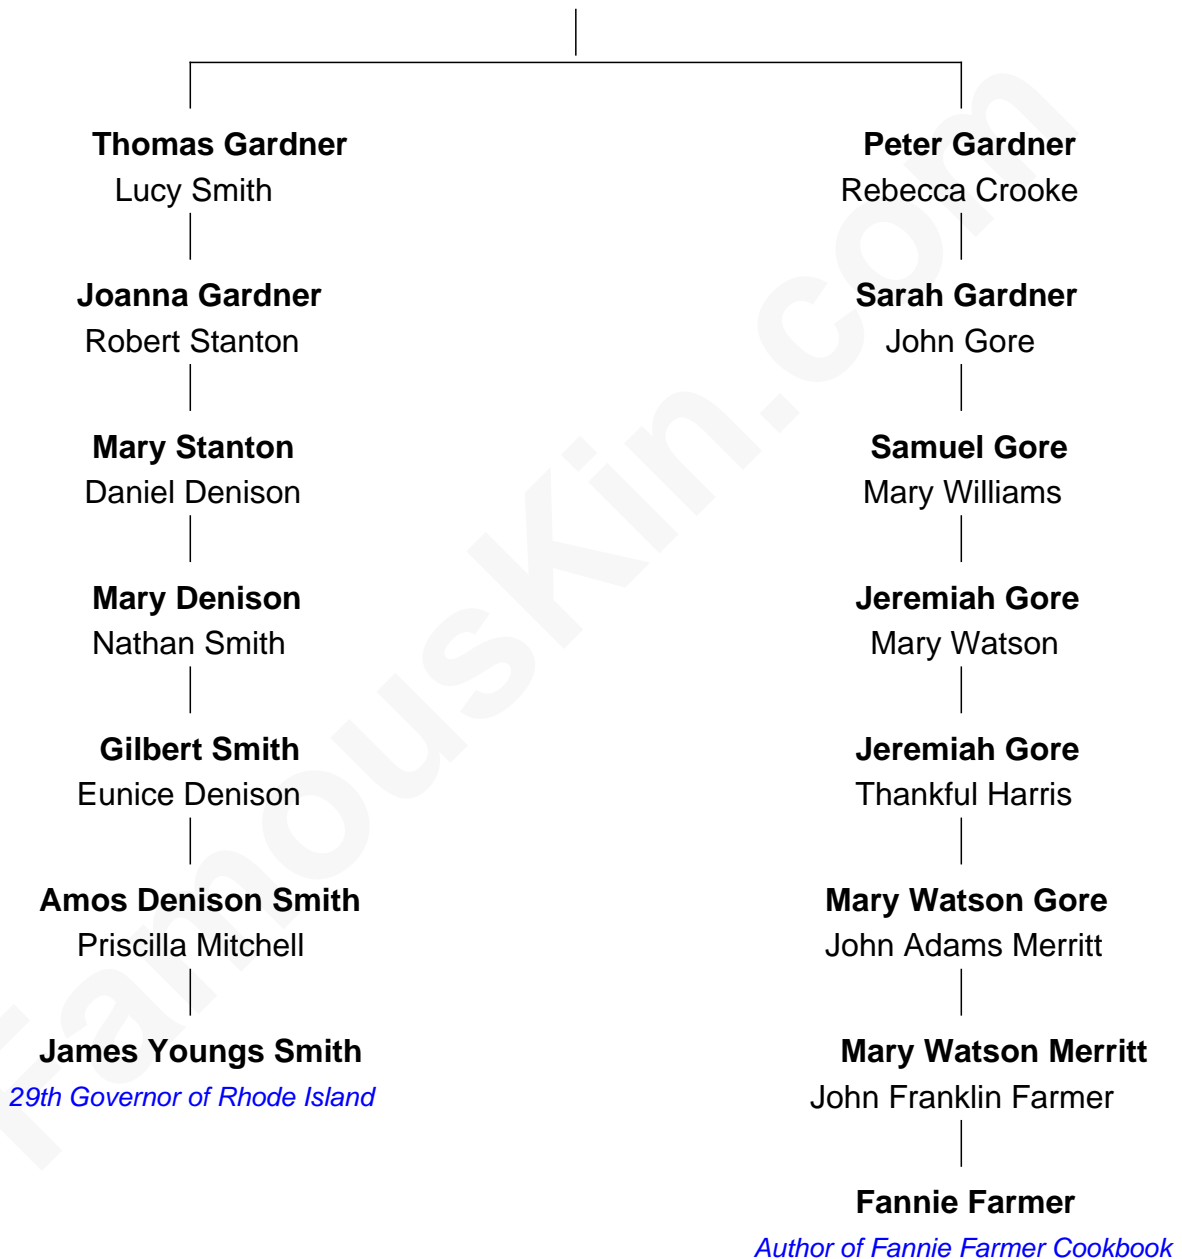 Thomas Gardner
Lucy Smith
Joanna Gardner
Robert Stanton
Mary Stanton
Daniel Denison
Mary Denison
Nathan Smith
Gilbert Smith
Eunice Denison
Amos Denison Smith
Priscilla Mitchell
James Youngs Smith
29th Governor of Rhode Island
Peter Gardner
Rebecca Crooke
Sarah Gardner
John Gore
Samuel Gore
Mary Williams
Jeremiah Gore
Mary Watson
Jeremiah Gore
Thankful Harris
Mary Watson Gore
John Adams Merritt
Mary Watson Merritt
John Franklin Farmer
Fannie Farmer
Author of Fannie Farmer Cookbook
FamousKin.com